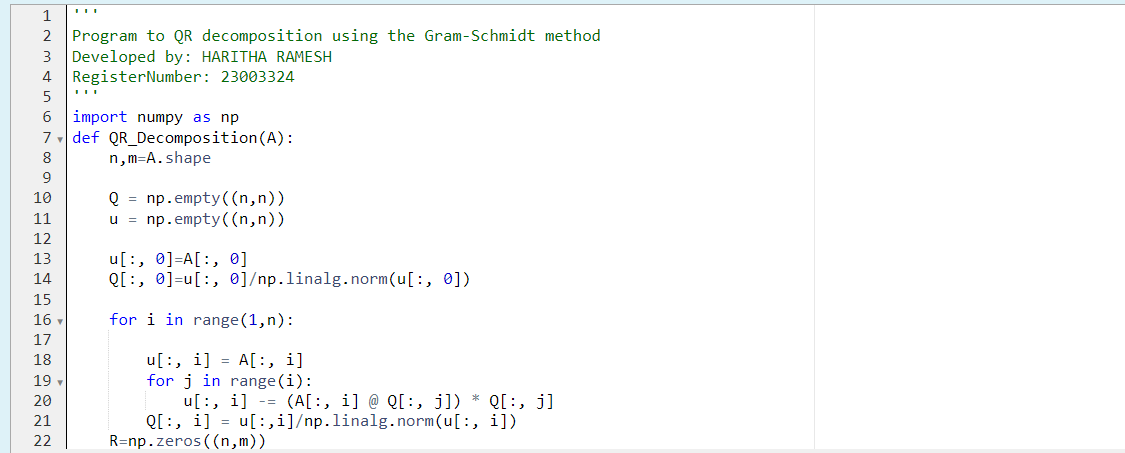 1 '''
2 Program to QR decomposition using the Gram-Schmidt method
3 Developed by: HARITHA RAMESH
4 RegisterNumber: 23003324
5 '''
6 import numpy as np
7 def QR_Decomposition(A):
8     n,m=A.shape
9
10     Q = np.empty((n,n))
11     u = np.empty((n,n))
12
13     u[:, 0]=A[:, 0]
14     Q[:, 0]=u[:, 0]/np.linalg.norm(u[:, 0])
15
16     for i in range(1,n):
17
18         u[:, i] = A[:, i]
19         for j in range(i):
20             u[:, i] -= (A[:, i] @ Q[:, j]) * Q[:, j]
21         Q[:, i] = u[:,i]/np.linalg.norm(u[:, i])
22     R=np.zeros((n,m))